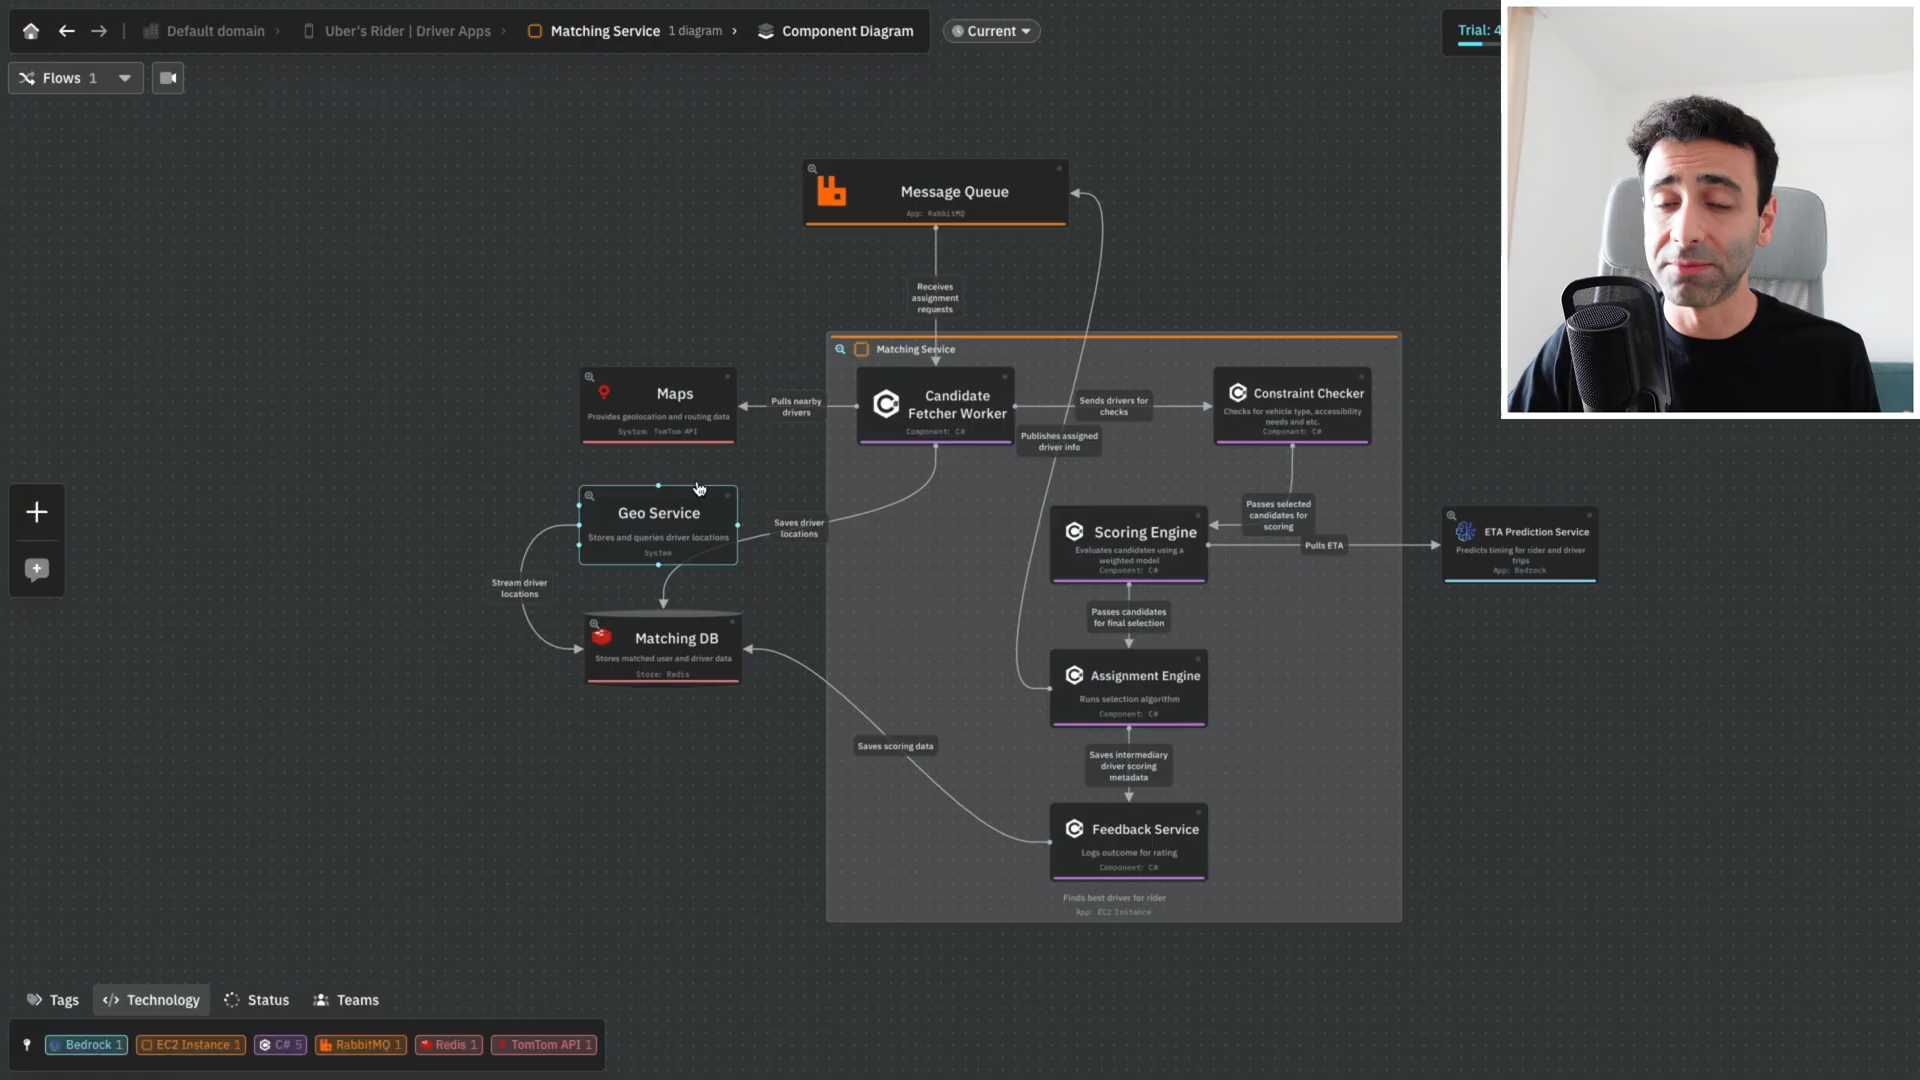 Default domain
Uber's Rider | Driver Apps
Matching Service 1 diagram
Component Diagram
Current
Trial: 4
Flows 1
Message Queue
App: RabbitMQ
Receives
assignment
requests
Matching Service
Maps
Provides geolocation and routing data
System: TomTom API
Pulls nearby
drivers
Candidate
Fetcher Worker
Component: C#
Sends drivers for
checks
Publishes assigned
driver info
Constraint Checker
Checks for vehicle type, accessibility
needs and etc.
Component: C#
Geo Service
Stores and queries driver locations
System
Saves driver
locations
Stream driver
locations
Passes selected
candidates for
scoring
Scoring Engine
Evaluates candidates using a
weighted model
Component: C#
Pulls ETA
ETA Prediction Service
Predicts timing for rider and driver
trips
App: Bedrock
Passes candidates
for final selection
Matching DB
Stores matched user and driver data
Store: Redis
Assignment Engine
Runs selection algorithm
Component: C#
Saves scoring data
Saves intermediary
driver scoring
metadata
Feedback Service
Logs outcome for rating
Component: C#
Finds best driver for rider
App: EC2 Instance
Tags
Technology
Status
Teams
Bedrock 1
EC2 Instance 1
C# 5
RabbitMQ 1
Redis 1
TomTom API 1